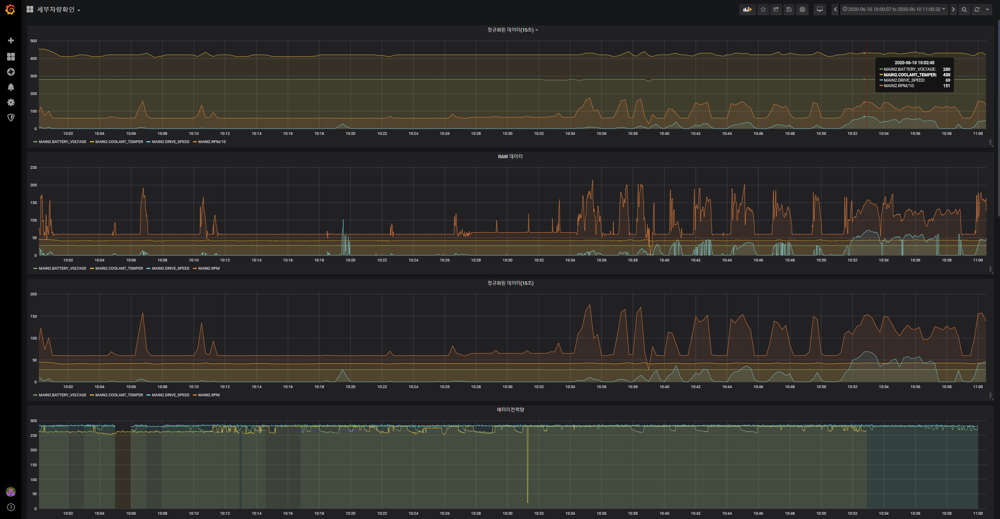 세부차량확인
2020-06-10 10:00:07 to 2020-06-10 11:00:32
정규화된 데이터(15초)
500
400
300
200
100
0
2020-06-10 10:52:45
MAIN2.BATTERY_VOLTAGE: 280
MAIN2.COOLANT_TEMPER: 430
MAIN2.DRIVE_SPEED: 69
MAIN2.RPM/10 151
10:02 10:04 10:06 10:08 10:10 10:12 10:14 10:16 10:18 10:20 10:22 10:24 10:26 10:28 10:30 10:32 10:34 10:36 10:38 10:40 10:42 10:44 10:46 10:48 10:50 10:52 10:54 10:56 10:58 11:00
MAIN2.BATTERY_VOLTAGE MAIN2.COOLANT_TEMPER MAIN2.DRIVE_SPEED MAIN2.RPM/10
RAW 데이터
250
200
150
100
50
0
10:02 10:04 10:06 10:08 10:10 10:12 10:14 10:16 10:18 10:20 10:22 10:24 10:26 10:28 10:30 10:32 10:34 10:36 10:38 10:40 10:42 10:44 10:46 10:48 10:50 10:52 10:54 10:56 10:58 11:00
MAIN2.BATTERY_VOLTAGE MAIN2.COOLANT_TEMPER MAIN2.DRIVE_SPEED MAIN2.RPM
정규화된 데이터(15초)
200
150
100
50
0
10:02 10:04 10:06 10:08 10:10 10:12 10:14 10:16 10:18 10:20 10:22 10:24 10:26 10:28 10:30 10:32 10:34 10:36 10:38 10:40 10:42 10:44 10:46 10:48 10:50 10:52 10:54 10:56 10:58 11:00
MAIN2.BATTERY_VOLTAGE MAIN2.COOLANT_TEMPER MAIN2.DRIVE_SPEED MAIN2.RPM
배터리전력량
300
250
200
150
100
50
0
10:02 10:04 10:06 10:08 10:10 10:12 10:14 10:16 10:18 10:20 10:22 10:24 10:26 10:28 10:30 10:32 10:34 10:36 10:38 10:40 10:42 10:44 10:46 10:48 10:50 10:52 10:54 10:56 10:58 11:00